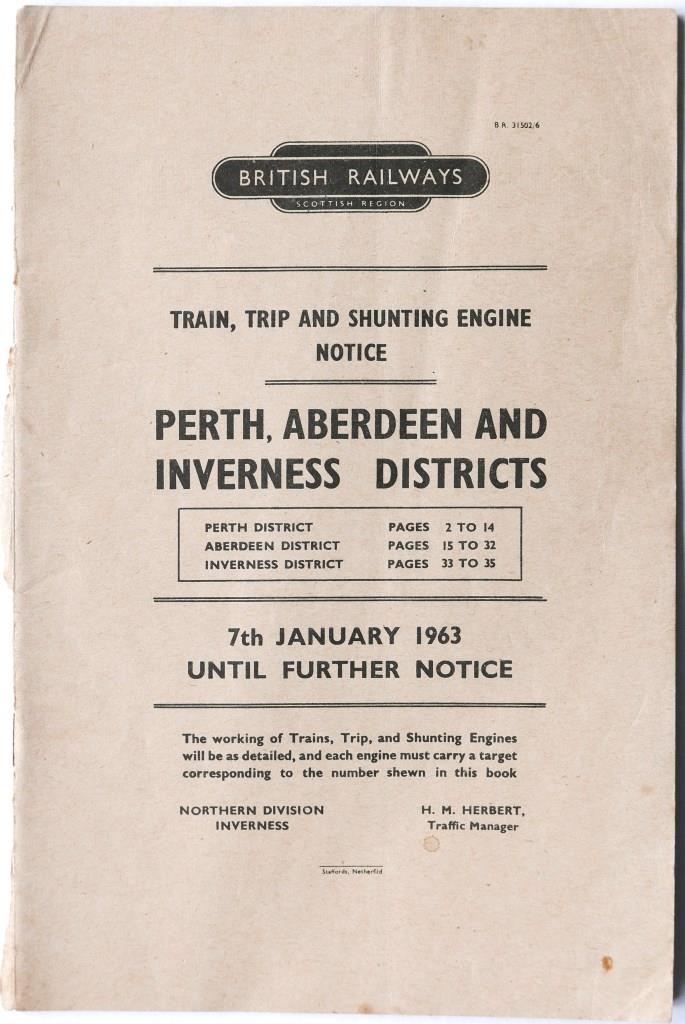 B.R. 31502/6
BRITISH RAILWAYS
SCOTTISH REGION
TRAIN, TRIP AND SHUNTING ENGINE
NOTICE
PERTH, ABERDEEN AND
INVERNESS DISTRICTS
PERTH DISTRICT PAGES 2 TO 14
ABERDEEN DISTRICT PAGES 15 TO 32
INVERNESS DISTRICT PAGES 33 TO 35
7th JANUARY 1963
UNTIL FURTHER NOTICE
The working of Trains, Trip, and Shunting Engines
will be as detailed, and each engine must carry a target
corresponding to the number shewn in this book
NORTHERN DIVISION
INVERNESS
H. M. HERBERT,
Traffic Manager
Staffords, Netherfild